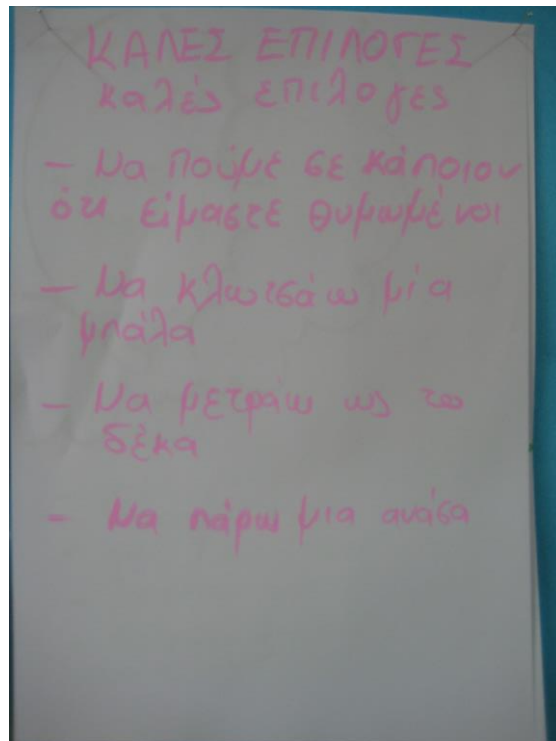 ΚΑΛΕΣ ΕΠΙΛΟΓΕΣ
καλές επιλογες
- Να πούμε σε κάποιον
ότι είμαστε θυμωμένοι
- Να κλωτσάω μία
μπάλα
- Να μετράω ως το
δέκα
- Να πάρω μια ανάσα